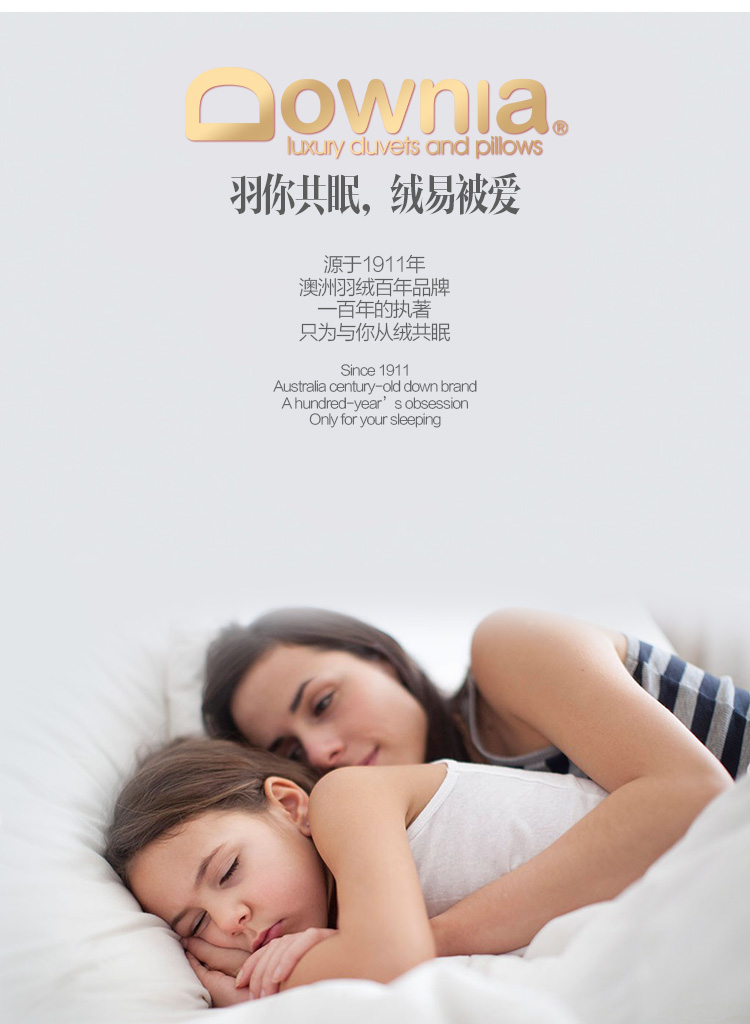 Downia®
luxury duvets and pillows
羽你共眠，绒易被爱
源于1911年
澳洲羽绒百年品牌
一百年的执著
只为与你从绒共眠
Since 1911
Australia century-old down brand
A hundred-year’s obsession
Only for your sleeping